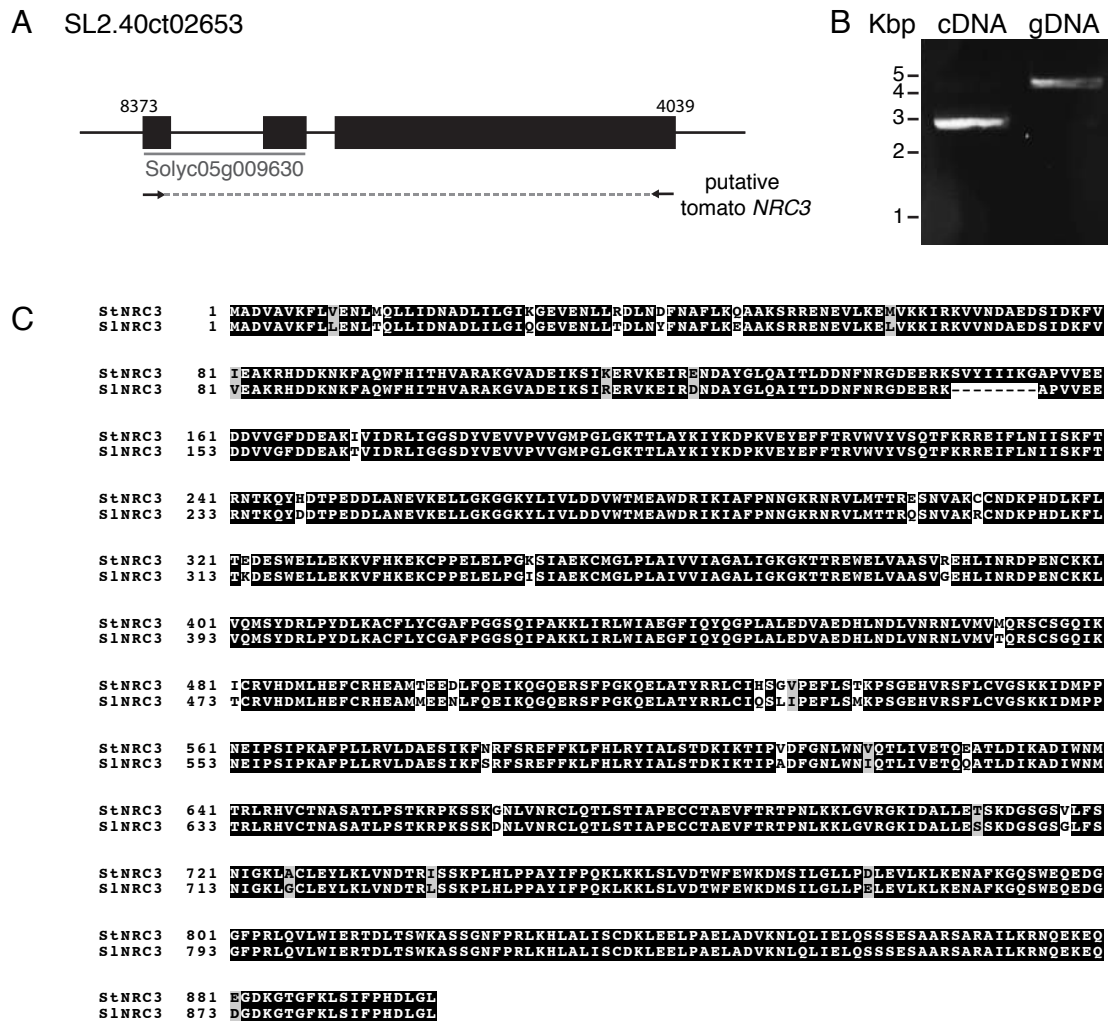 A SL2.40ct02653
8373
4039
Solyc05g009630
putative
tomato NRC3
B Kbp cDNA gDNA
5
4
3
2
1
C
StNRC3 1 MADVAVKFLVENLMQLLIDNADLILGIKGEVENLLRDLNDFNAFLKQAAKSRRENEVLKEMVKKIRKVVNDAEDSIDKFV
SlNRC3 1 MADVAVKFLLENLTQLLIDNADLILGIQGEVENLLTDLNYFNAFLKEAAKSRRENEVLKELVKKIRKVVNDAEDSIDKFV
StNRC3 81 IEAKRHDDKNKFAQWFHITHVARAKGVADEIKSIKERVKEIRENDAYGLQAITLDDNFNRGDEERKSVYIIIKGAPVVEE
SlNRC3 81 VEAKRHDDKNKFAQWFHITHVARAKGVADEIKSIRERVKEIRDNDAYGLQAITLDDNFNRGDEERK--------APVVEE
StNRC3 161 DDVVGFDDEAKIVIDRLIGGSDYVEVVPVVGMPGLGKTTLAYKIYKDPKVEYEFFTRVWVYVSQTFKRREIFLNIISKFT
SlNRC3 153 DDVVGFDDEAKTVIDRLIGGSDYVEVVPVVGMPGLGKTTLAYKIYKDPKVEYEFFTRVWVYVSQTFKRREIFLNIISKFT
StNRC3 241 RNTKQYHDTPEDDLANEVKELLGKGGKYLIVLDDVWTMEAWDRIKIAFPNNGKRNRVLMTTRESNVAKCCNDKPHDLKFL
SlNRC3 233 RNTKQYDDTPEDDLANEVKELLGKGGKYLIVLDDVWTMEAWDRIKIAFPNNGKRNRVLMTTRQSNVAKRCNDKPHDLKFL
StNRC3 321 TEDESWELLEKKVFHKEKCPPELELPGKSIAEKCMGLPLAIVVIAGALIGKGKTTREWELVAASVREHLINRDPENCKKL
SlNRC3 313 TKDESWELLEKKVFHKEKCPPELELPGISIAEKCMGLPLAIVVIAGALIGKGKTTREWELVAASVGEHLINRDPENCKKL
StNRC3 401 VQMSYDRLPYDLKACFLYCGAFPGGSQIPAKKLIRLWIAEGFIQYQGPLALEDVAEDHLNDLVNRNLVMVMQRSCSGQIK
SlNRC3 393 VQMSYDRLPYDLKACFLYCGAFPGGSQIPAKKLIRLWIAEGFIQYQGPLALEDVAEDHLNDLVNRNLVMVTQRSCSGQIK
StNRC3 481 ICRVHDMLHEFCRHEAMTEEDLFQEIKQGQERSFPGKQELATYRRLCIHSGVPEFLSTKPSGEHVRSFLCVGSKKIDMPP
SlNRC3 473 TCRVHDMLHEFCRHEAMMEENLFQEIKQGQERSFPGKQELATYRRLCIQSLIPEFLSMKPSGEHVRSFLCVGSKKIDMPP
StNRC3 561 NEIPSIPKAFPLLRVLDAESIKFNRFSREFFKLFHLRYIALSTDKIKTIPVDFGNLWNVQTLIVETQEATLDIKADIWNM
SlNRC3 553 NEIPSIPKAFPLLRVLDAESIKFSRFSREFFKLFHLRYIALSTDKIKTIPADFGNLWNIQTLIVETQQATLDIKADIWNM
StNRC3 641 TRLRHVCTNASATLPSTKRPKSSKGNLVNRCLQTLSTIAPECCTAEVFTRTPNLKKLGVRGKIDALLETSKDGSGSVLFS
SlNRC3 633 TRLRHVCTNASATLPSTKRPKSSKDNLVNRCLQTLSTIAPECCTAEVFTRTPNLKKLGVRGKIDALLESSKDGSGSGLFS
StNRC3 721 NIGKLACLEYLKLVNDTRISSKPLHLPPAYIFPQKLKKLSLVDTWFEWKDMSILGLLPDLEVLKLKENAFKGQSWEQEDG
SlNRC3 713 NIGKLGCLEYLKLVNDTRLSSKPLHLPPAYIFPQKLKKLSLVDTWFEWKDMSILGLLPELEVLKLKENAFKGQSWEQEDG
StNRC3 801 GFPRLQVLWIERTDLTSWKASSGNFPRLKHLALISCDKLEELPAELADVKNLQLIELQSSSESAARSARAILKRNQEKEQ
SlNRC3 793 GFPRLQVLWIERTDLTSWKASSGNFPRLKHLALISCDKLEELPAELADVKNLQLIELQSSSESAARSARAILKRNQEKEQ
StNRC3 881 EGDKGTGFKLSIFPHDLGL
SlNRC3 873 DGDKGTGFKLSIFPHDLGL